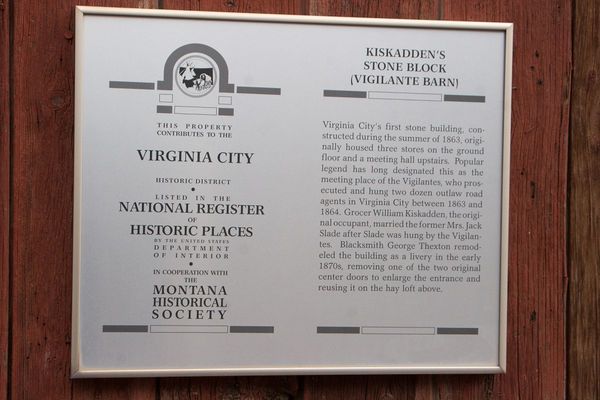 THIS PROPERTY
CONTRIBUTES TO THE
VIRGINIA CITY
HISTORIC DISTRICT
LISTED IN THE
NATIONAL REGISTER
OF
HISTORIC PLACES
BY THE UNITED STATES
DEPARTMENT
OF INTERIOR
IN COOPERATION WITH
THE
MONTANA
HISTORICAL
SOCIETY
KISKADDEN'S
STONE BLOCK
(VIGILANTE BARN)
Virginia City's first stone building, con-
structed during the summer of 1863, origi-
nally housed three stores on the ground
floor and a meeting hall upstairs. Popular
legend has long designated this as the
meeting place of the Vigilantes, who pros-
ecuted and hung two dozen outlaw road
agents in Virginia City between 1863 and
1864. Grocer William Kiskadden, the origi-
nal occupant, married the former Mrs. Jack
Slade after Slade was hung by the Vigilan-
tes. Blacksmith George Thexton remod-
eled the building as a livery in the early
1870s, removing one of the two original
center doors to enlarge the entrance and
reusing it on the hay loft above.